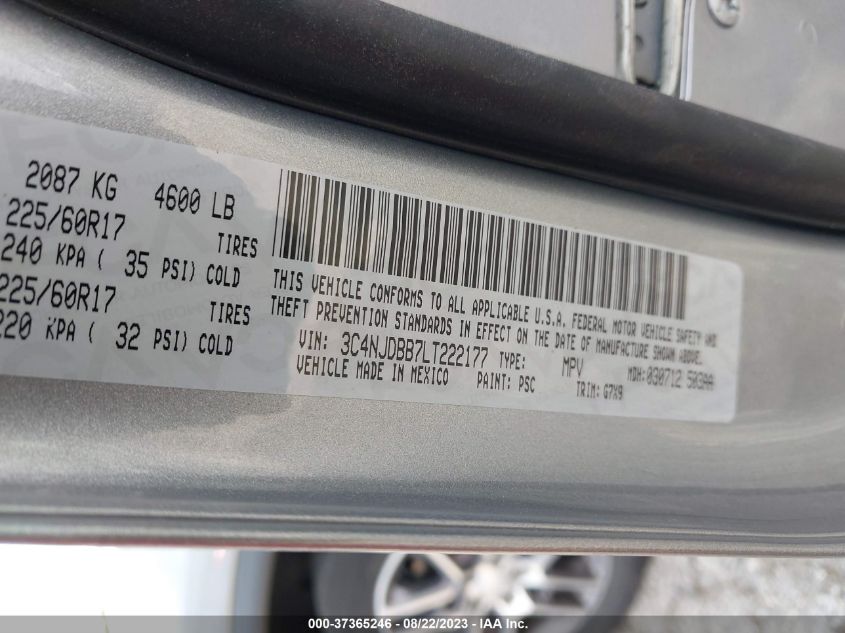 2087 KG 4600 LB
225/60R17 TIRES
240 KPA ( 35 PSI) COLD
225/60R17 TIRES
220 KPA ( 32 PSI) COLD
THIS VEHICLE CONFORMS TO ALL APPLICABLE U.S.A. FEDERAL MOTOR VEHICLE SAFETY AND
THEFT PREVENTION STANDARDS IN EFFECT ON THE DATE OF MANUFACTURE SHOWN ABOVE.
VIN: 3C4NJDBB7LT222177 TYPE: MPV MDH: 030712 503AA
VEHICLE MADE IN MEXICO PAINT: PSC TRIM: G7X9
000-37365246 - 08/22/2023 - IAA Inc.